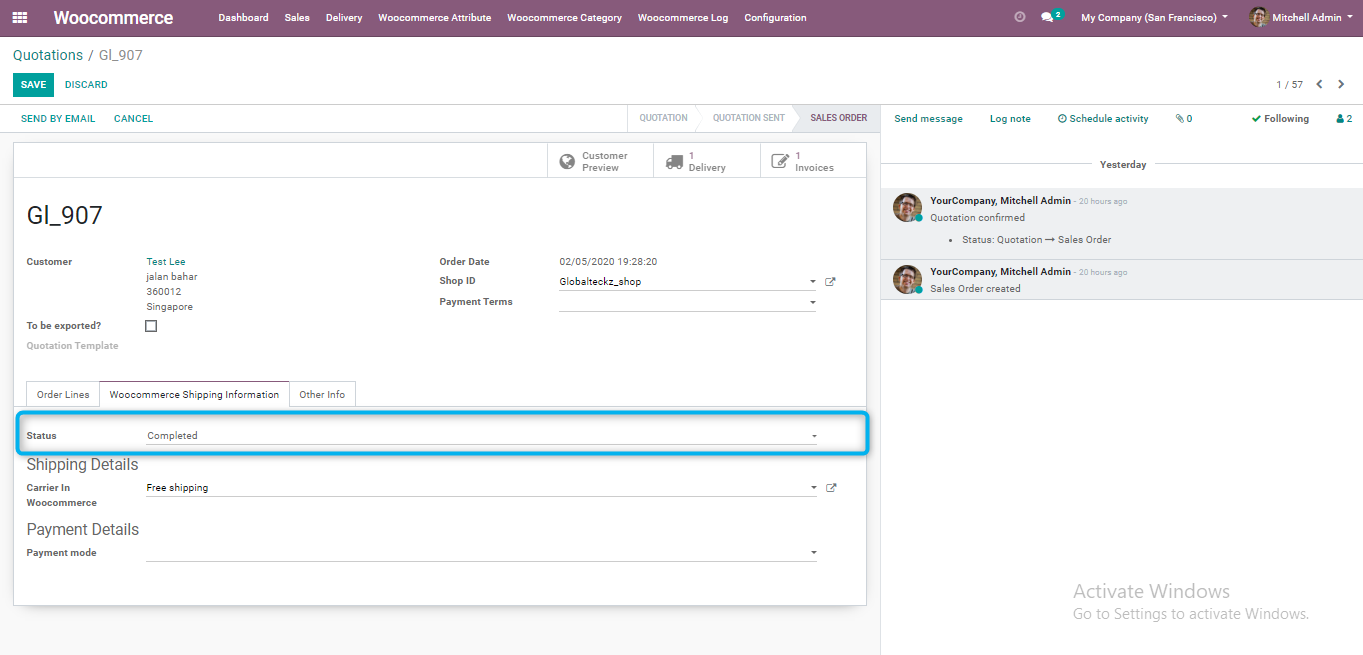 Woocommerce Dashboard Sales Delivery Woocommerce Attribute Woocommerce Category Woocommerce Log Configuration 2 My Company (San Francisco) Mitchell Admin
Quotations / Gl_907
SAVE DISCARD 1 / 57
SEND BY EMAIL CANCEL QUOTATION QUOTATION SENT SALES ORDER
Customer Preview
1 Delivery
1 Invoices
Gl_907
Customer Test Lee
jalan bahar
360012
Singapore
To be exported?
Quotation Template
Order Date 02/05/2020 19:28:20
Shop ID Globalteckz_shop
Payment Terms
Order Lines Woocommerce Shipping Information Other Info
Status Completed
Shipping Details
Carrier In Woocommerce Free shipping
Payment Details
Payment mode
Send message Log note Schedule activity 0 Following 2
Yesterday
YourCompany, Mitchell Admin - 20 hours ago
Quotation confirmed
• Status: Quotation → Sales Order
YourCompany, Mitchell Admin - 20 hours ago
Sales Order created
Activate Windows
Go to Settings to activate Windows.